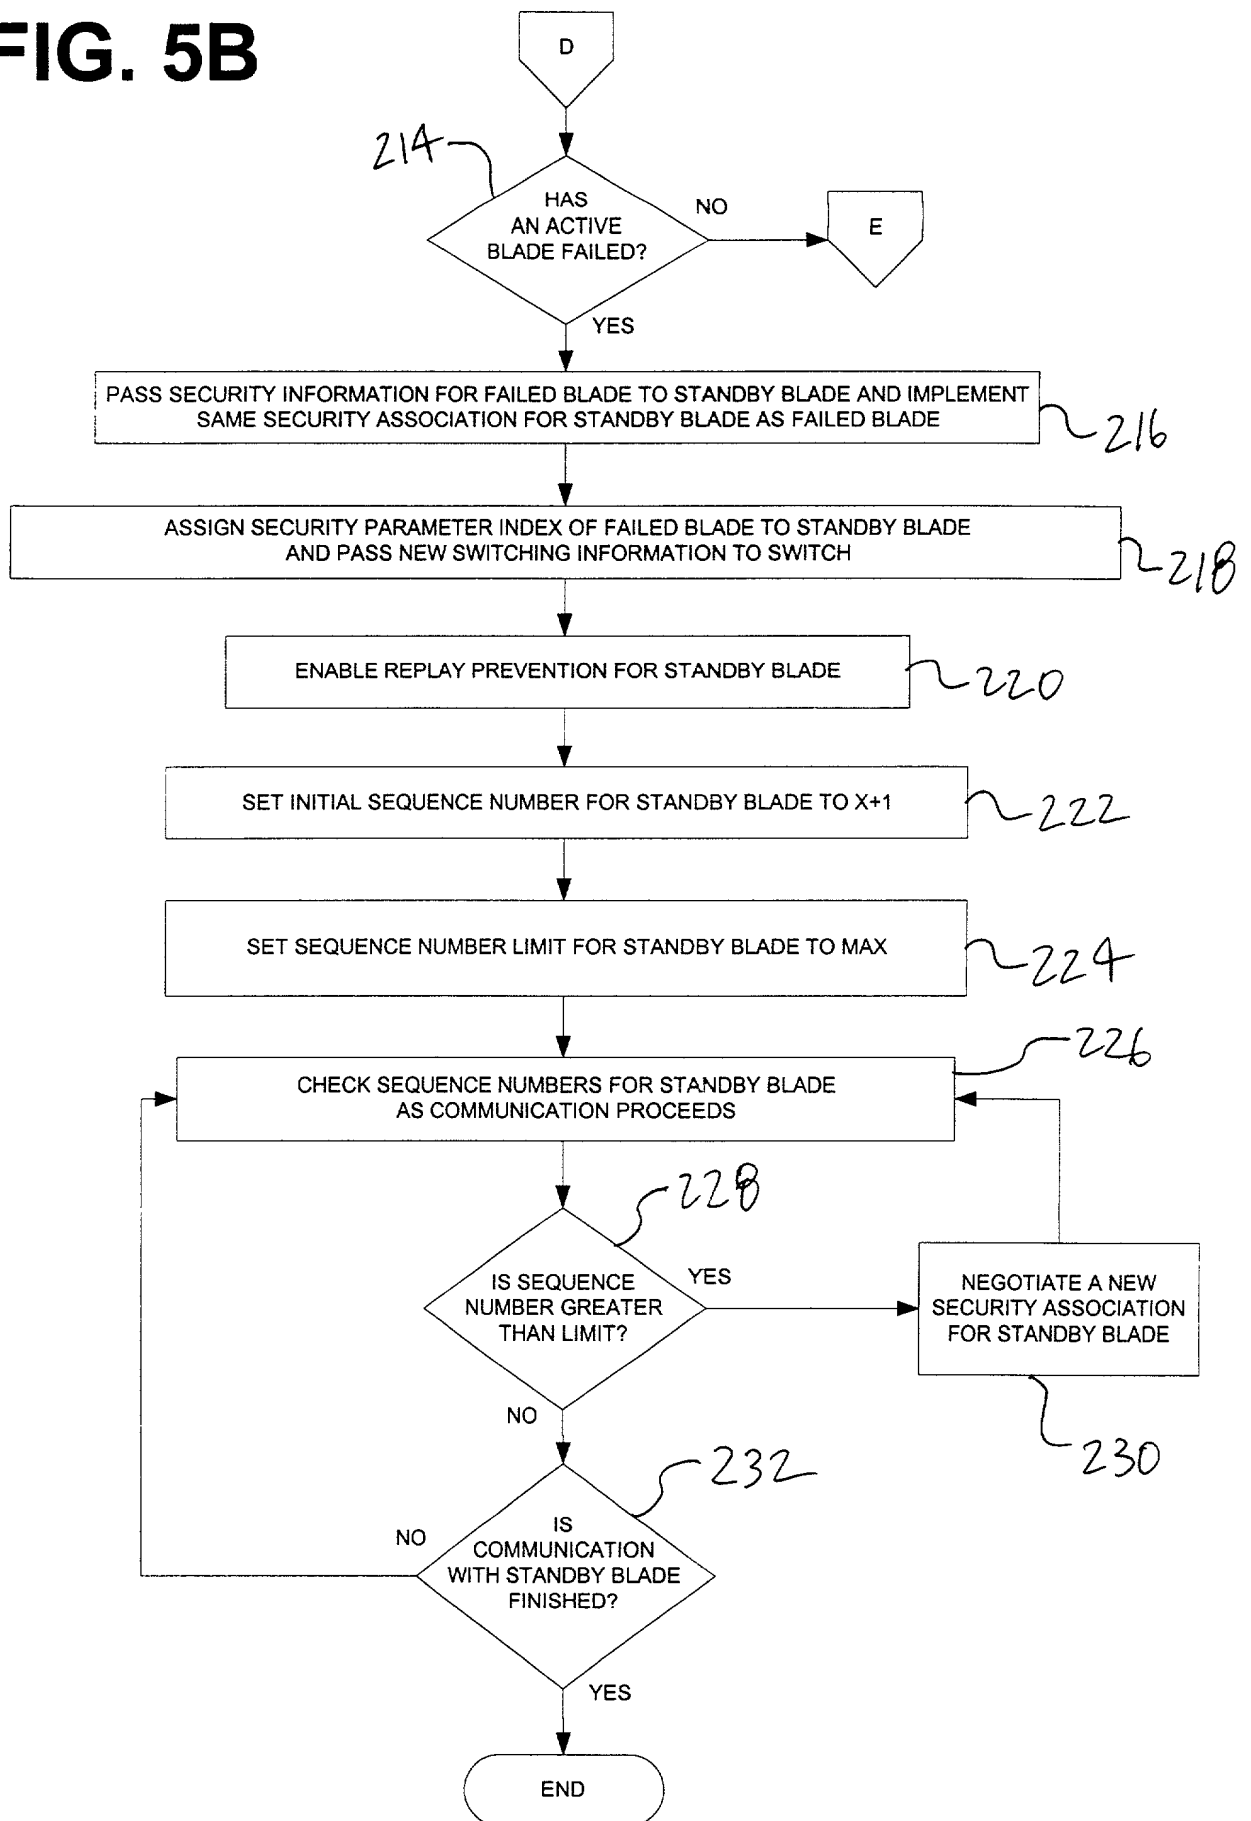 FIG. 5B
D
214
HAS
AN ACTIVE
BLADE FAILED?
NO
E
YES
PASS SECURITY INFORMATION FOR FAILED BLADE TO STANDBY BLADE AND IMPLEMENT
SAME SECURITY ASSOCIATION FOR STANDBY BLADE AS FAILED BLADE
216
ASSIGN SECURITY PARAMETER INDEX OF FAILED BLADE TO STANDBY BLADE
AND PASS NEW SWITCHING INFORMATION TO SWITCH
218
ENABLE REPLAY PREVENTION FOR STANDBY BLADE
220
SET INITIAL SEQUENCE NUMBER FOR STANDBY BLADE TO X+1
222
SET SEQUENCE NUMBER LIMIT FOR STANDBY BLADE TO MAX
224
226
CHECK SEQUENCE NUMBERS FOR STANDBY BLADE
AS COMMUNICATION PROCEEDS
228
IS SEQUENCE
NUMBER GREATER
THAN LIMIT?
YES
NEGOTIATE A NEW
SECURITY ASSOCIATION
FOR STANDBY BLADE
230
NO
232
IS
COMMUNICATION
WITH STANDBY BLADE
FINISHED?
NO
YES
END